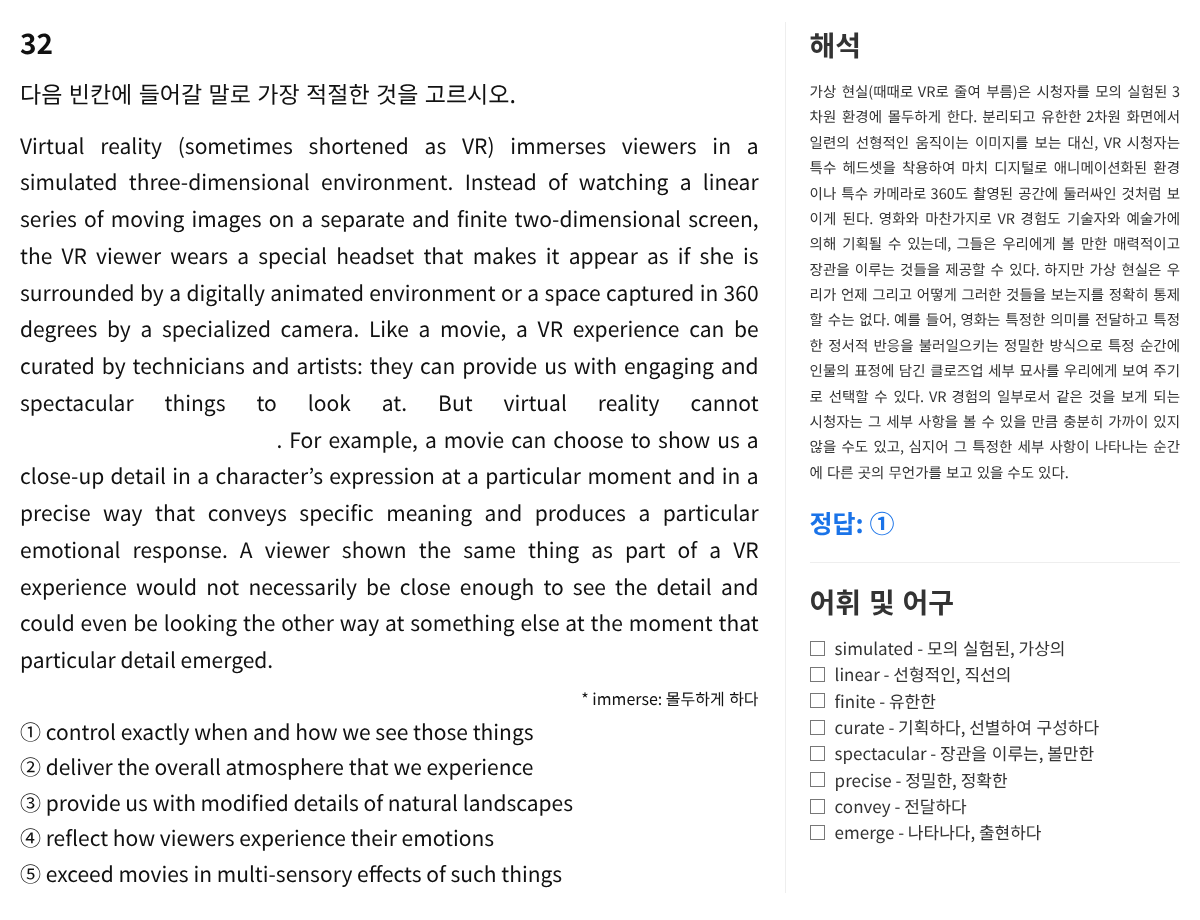 32
다음 빈칸에 들어갈 말로 가장 적절한 것을 고르시오.
Virtual reality (sometimes shortened as VR) immerses viewers in a
simulated three-dimensional environment. Instead of watching a linear
series of moving images on a separate and finite two-dimensional screen,
the VR viewer wears a special headset that makes it appear as if she is
surrounded by a digitally animated environment or a space captured in 360
degrees by a specialized camera. Like a movie, a VR experience can be
curated by technicians and artists: they can provide us with engaging and
spectacular things to look at. But virtual reality cannot
. For example, a movie can choose to show us a
close-up detail in a character’s expression at a particular moment and in a
precise way that conveys specific meaning and produces a particular
emotional response. A viewer shown the same thing as part of a VR
experience would not necessarily be close enough to see the detail and
could even be looking the other way at something else at the moment that
particular detail emerged.
* immerse: 몰두하게 하다
① control exactly when and how we see those things
② deliver the overall atmosphere that we experience
③ provide us with modified details of natural landscapes
④ reflect how viewers experience their emotions
⑤ exceed movies in multi-sensory effects of such things
해석
가상 현실(때때로 VR로 줄여 부름)은 시청자를 모의 실험된 3
차원 환경에 몰두하게 한다. 분리되고 유한한 2차원 화면에서
일련의 선형적인 움직이는 이미지를 보는 대신, VR 시청자는
특수 헤드셋을 착용하여 마치 디지털로 애니메이션화된 환경
이나 특수 카메라로 360도 촬영된 공간에 둘러싸인 것처럼 보
이게 된다. 영화와 마찬가지로 VR 경험도 기술자와 예술가에
의해 기획될 수 있는데, 그들은 우리에게 볼 만한 매력적이고
장관을 이루는 것들을 제공할 수 있다. 하지만 가상 현실은 우
리가 언제 그리고 어떻게 그러한 것들을 보는지를 정확히 통제
할 수는 없다. 예를 들어, 영화는 특정한 의미를 전달하고 특정
한 정서적 반응을 불러일으키는 정밀한 방식으로 특정 순간에
인물의 표정에 담긴 클로즈업 세부 묘사를 우리에게 보여 주기
로 선택할 수 있다. VR 경험의 일부로서 같은 것을 보게 되는
시청자는 그 세부 사항을 볼 수 있을 만큼 충분히 가까이 있지
않을 수도 있고, 심지어 그 특정한 세부 사항이 나타나는 순간
에 다른 곳의 무언가를 보고 있을 수도 있다.
정답: ①
어휘 및 어구
simulated - 모의 실험된, 가상의
linear - 선형적인, 직선의
finite - 유한한
curate - 기획하다, 선별하여 구성하다
spectacular - 장관을 이루는, 볼만한
precise - 정밀한, 정확한
convey - 전달하다
emerge - 나타나다, 출현하다